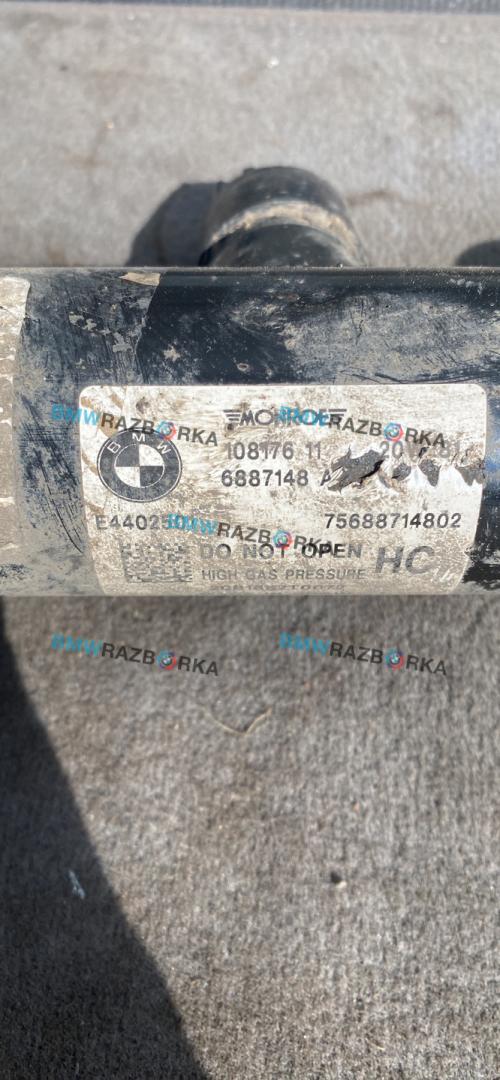 MONROE
BMW
108176 11
6887148 A
E4402
75688714802
DO NOT OPEN
HC
HIGH GAS PRESSURE
BMWRAZBORKA
BMWRAZBORKA
BMWRAZBORKA
BMWRAZBORKA
BMWRAZBORKA